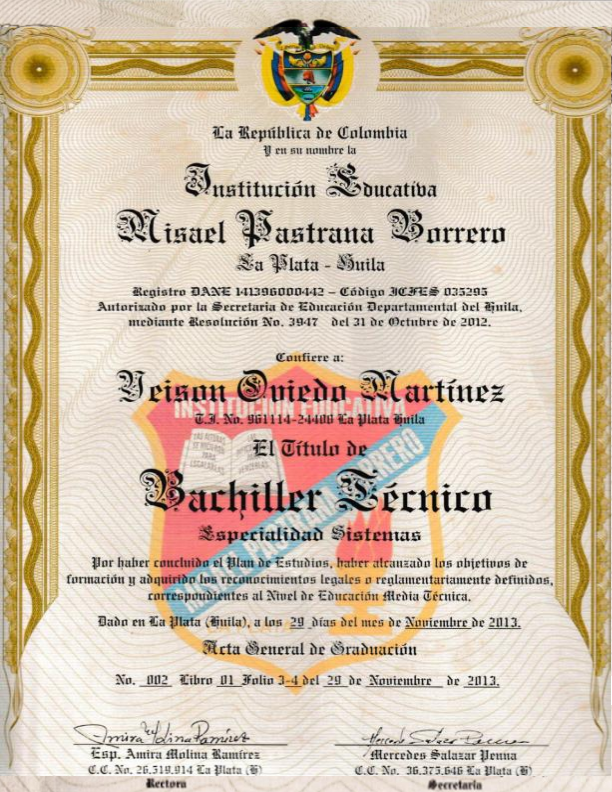 La República de Colombia
Y en su nombre la
Institución Educativa
Misael Pastrana Borrero
La Plata - Huila
Registro DANE 141396000442 – Código ICFES 035295
Autorizado por la Secretaria de Educación Departamental del Huila,
mediante Resolución No. 3947 del 31 de Octubre de 2012.
Confiere a:
Yeison Oviedo Martínez
INSTITUCION EDUCATIVA
T.I. No. 961114-24400 La Plata Huila
El Título de
Bachiller Técnico
MISAEL PASTRANA BORRERO
Especialidad Sistemas
Por haber concluido el Plan de Estudios, haber alcanzado los objetivos de
formación y adquirido los reconocimientos legales o reglamentariamente definidos,
correspondientes al Nivel de Educación Media Técnica.
Dado en La Plata (Huila), a los 29 días del mes de Noviembre de 2013.
Acta General de Graduación
No. 002 Libro 01 Folio 3-4 del 29 de Noviembre de 2013.
Esp. Amira Molina Ramírez
C.C. No. 26.519.914 La Plata (H)
Rectora
Mercedes Salazar Penna
C.C. No. 36.375.646 La Plata (H)
Secretaria